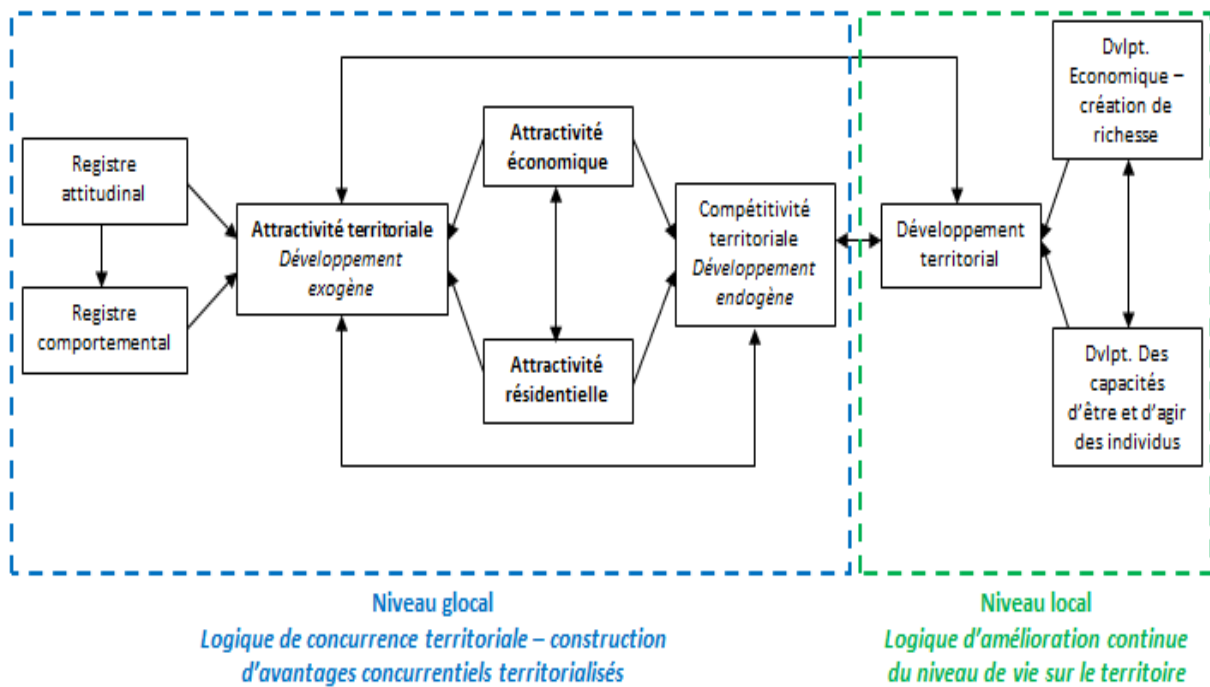 Registre
attitudinal
Registre
comportemental
Attractivité territoriale
Développement
exogène
Attractivité
économique
Attractivité
résidentielle
Compétitivité
territoriale
Développement
endogène
Développement
territorial
Dvlpt.
Economique –
création de
richesse
Dvlpt. Des
capacités
d'être et d'agir
des individus
Niveau glocal
Logique de concurrence territoriale – construction
d'avantages concurrentiels territorialisés
Niveau local
Logique d'amélioration continue
du niveau de vie sur le territoire